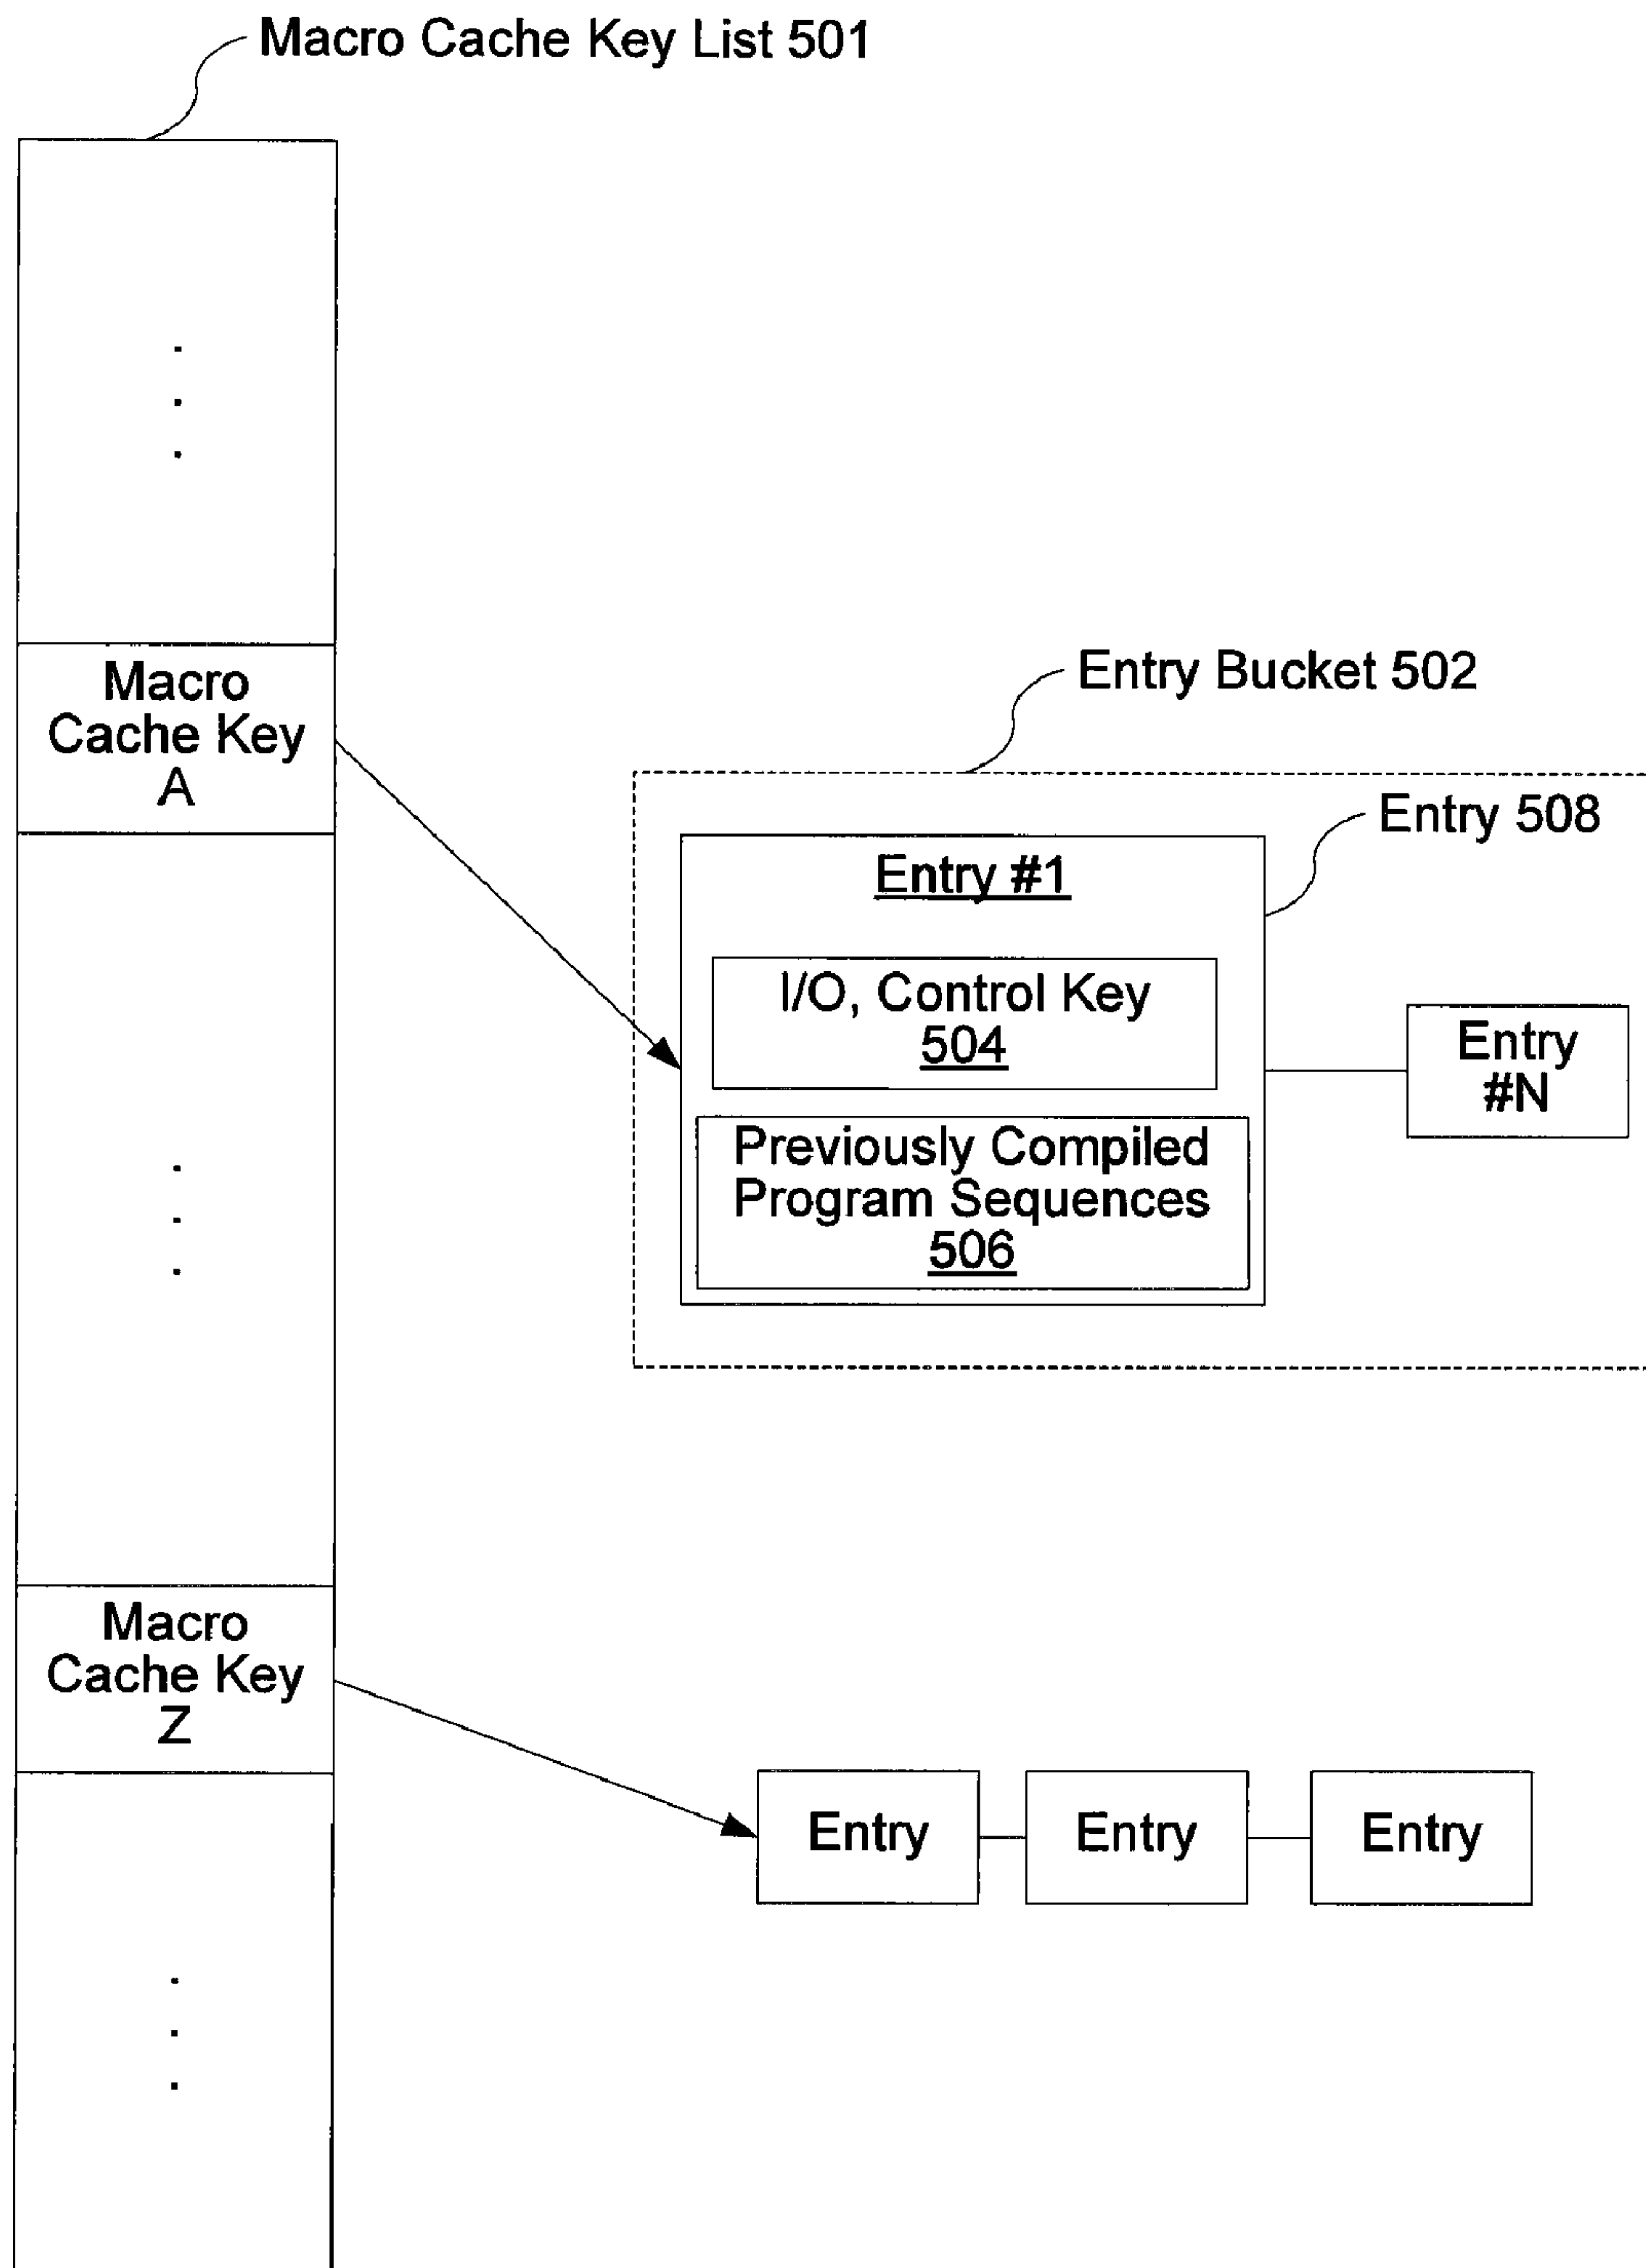 Macro Cache Key List 501
Macro
Cache Key
A
Entry Bucket 502
Entry 508
Entry #1
I/O, Control Key
504
Previously Compiled
Program Sequences
506
Entry
#N
Macro
Cache Key
Z
Entry
Entry
Entry